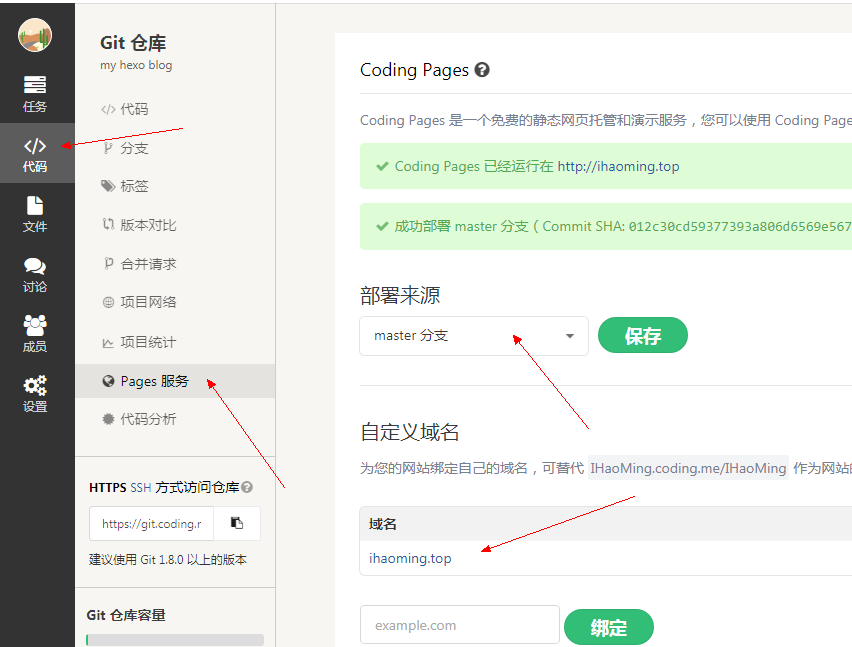 任务
代码
文件
讨论
成员
设置
Git 仓库
my hexo blog
代码
分支
标签
版本对比
合并请求
项目网络
项目统计
Pages 服务
代码分析
HTTPS SSH 方式访问仓库
https://git.coding.r
建议使用 Git 1.8.0 以上的版本
Git 仓库容量
Coding Pages
Coding Pages 是一个免费的静态网页托管和演示服务，您可以使用 Coding Page
Coding Pages 已经运行在 http://ihaoming.top
成功部署 master 分支 ( Commit SHA: 012c30cd59377393a806d6569e567
部署来源
master 分支
保存
自定义域名
为您的网站绑定自己的域名，可替代 IHaoMing.coding.me/IHaoMing 作为网站
域名
ihaoming.top
example.com
绑定